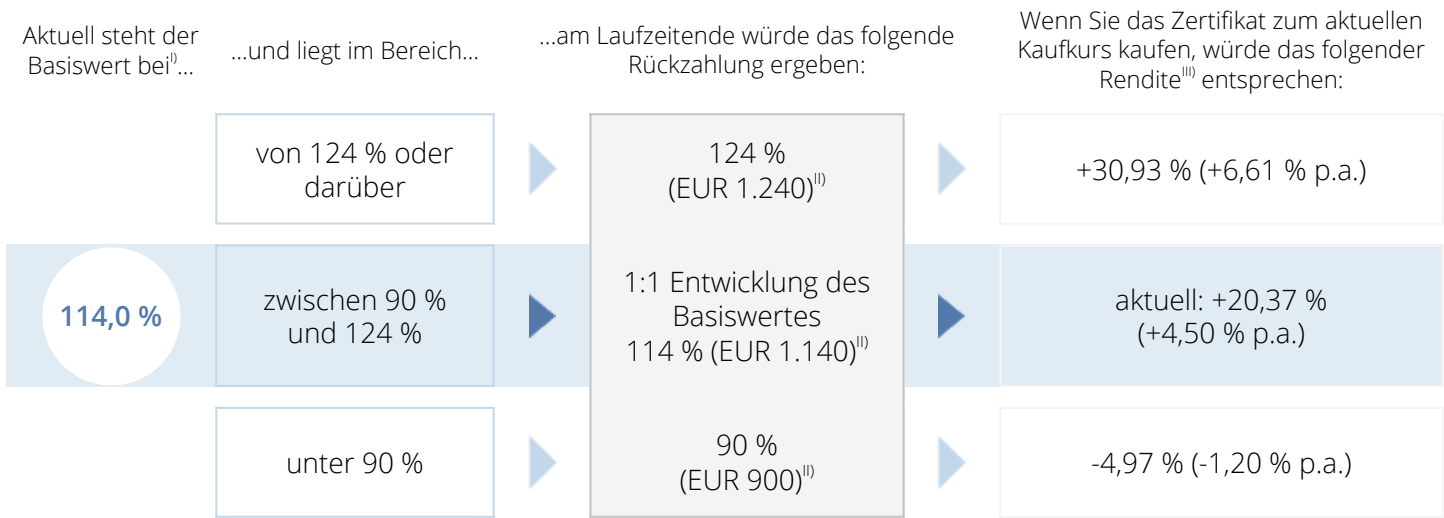 Aktuell steht der
Basiswert bei^I)...
...und liegt im Bereich...
...am Laufzeitende würde das folgende
Rückzahlung ergeben:
Wenn Sie das Zertifikat zum aktuellen
Kaufkurs kaufen, würde das folgender
Rendite^III) entsprechen:
von 124 % oder
darüber
124 %
(EUR 1.240)^II)
+30,93 % (+6,61 % p.a.)
114,0 %
zwischen 90 %
und 124 %
1:1 Entwicklung des
Basiswertes
114 % (EUR 1.140)^II)
aktuell: +20,37 %
(+4,50 % p.a.)
unter 90 %
90 %
(EUR 900)^II)
-4,97 % (-1,20 % p.a.)